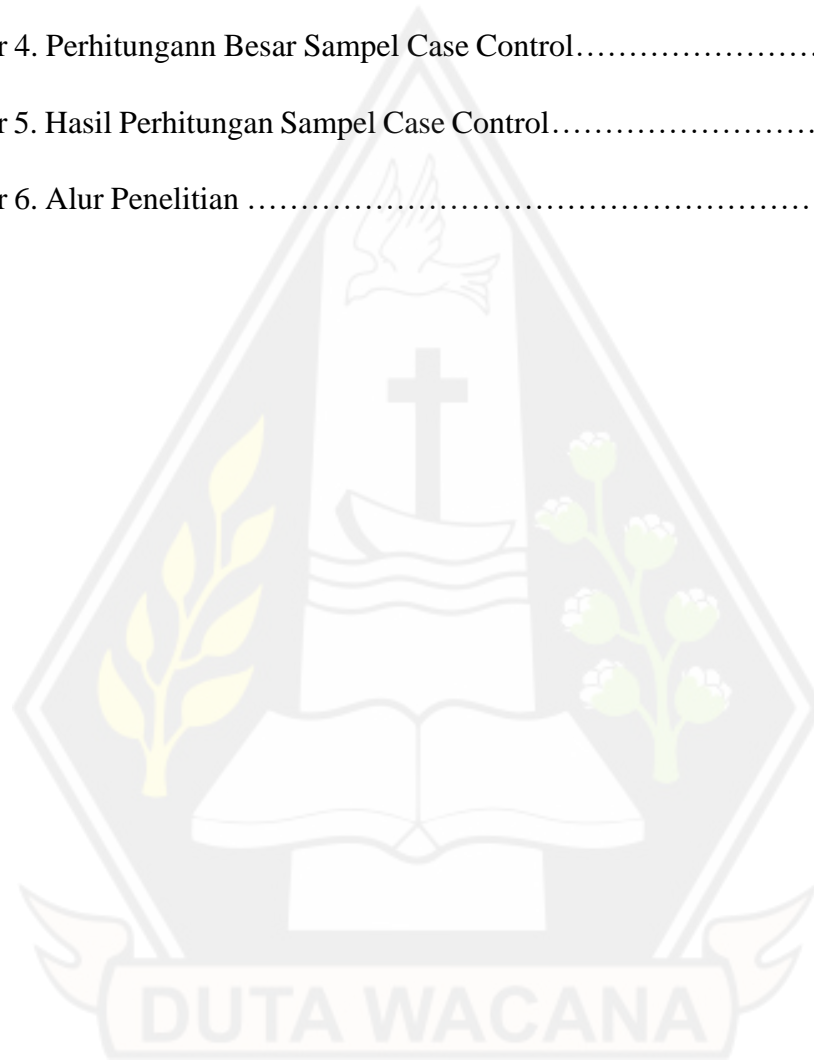 r 4. Perhitungann Besar Sampel Case Control……………………
r 5. Hasil Perhitungan Sampel Case Control………………………
r 6. Alur Penelitian ………………………………………………
DUTA WACANA